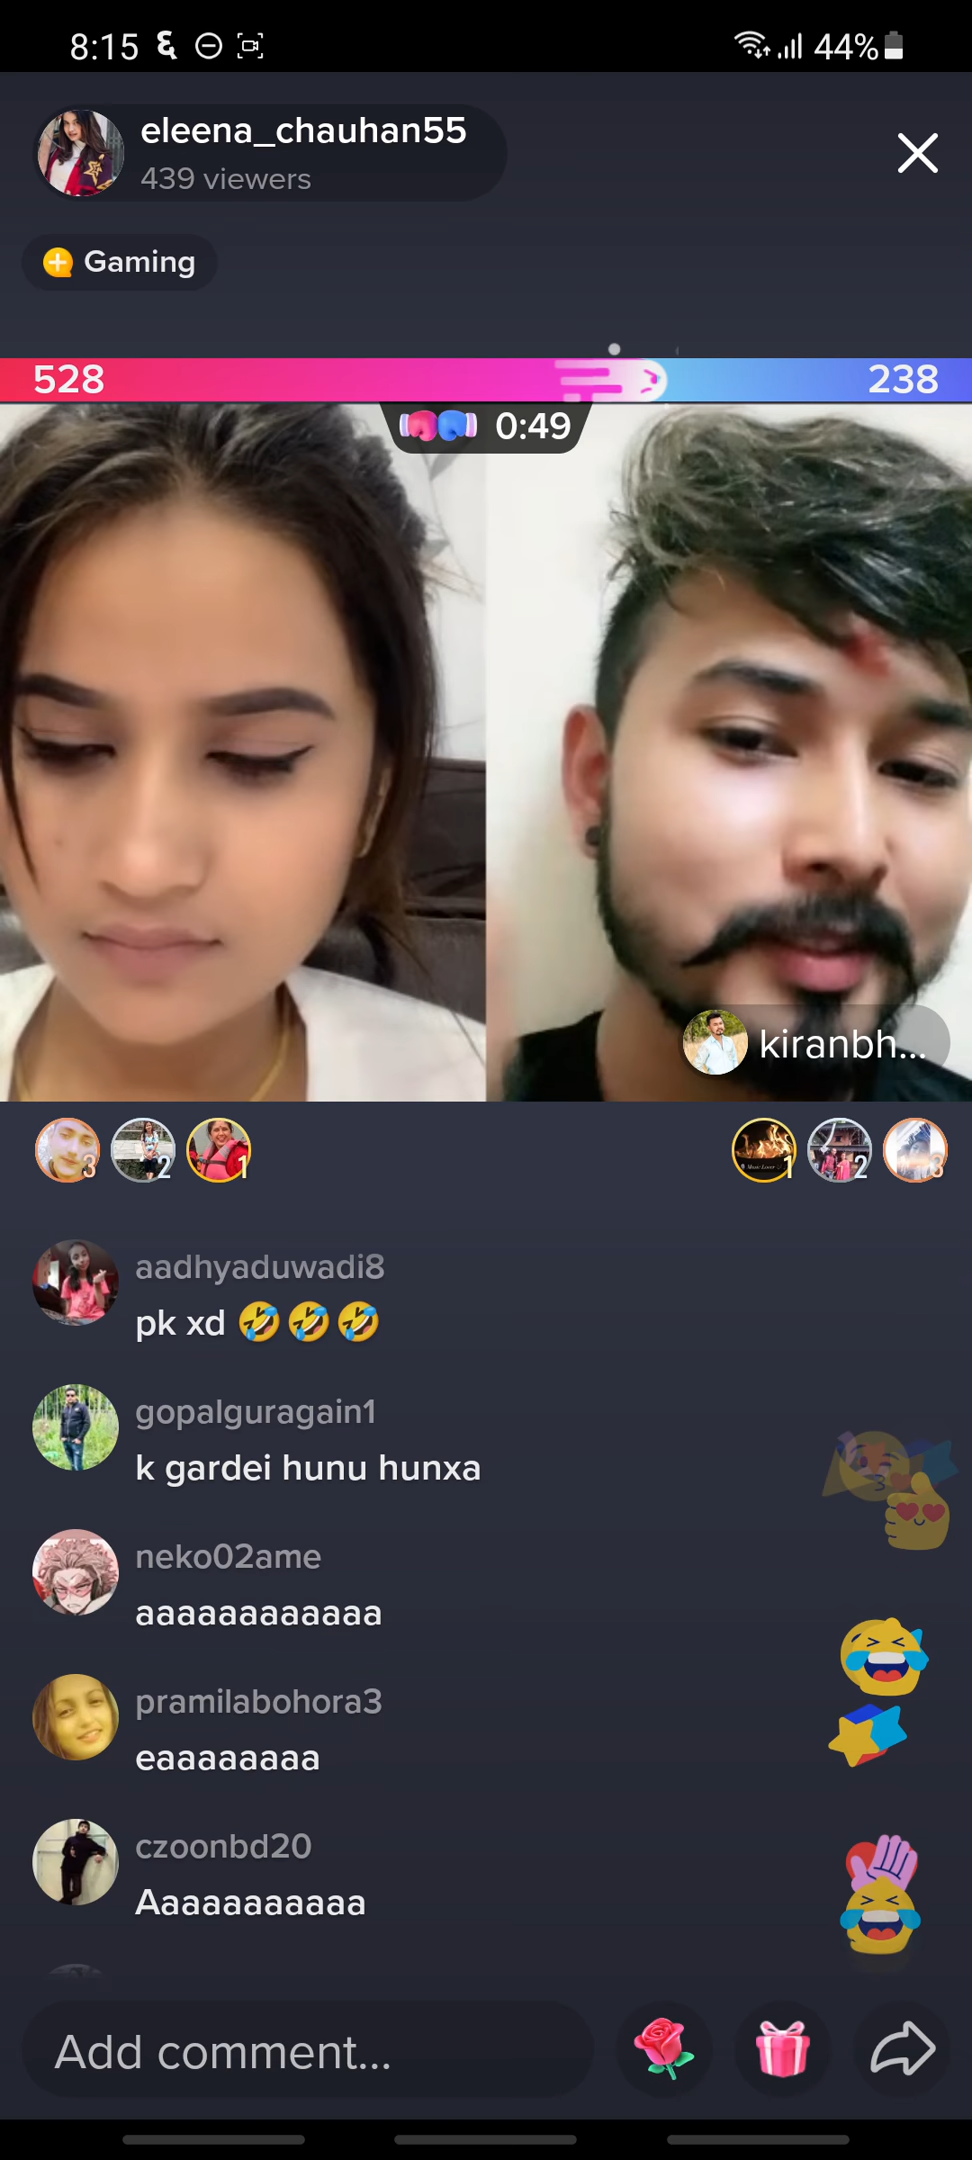 8:15 44%
eleena_chauhan55
439 viewers
Gaming
528 238
0:49
kiranbh...
3 2 1 1 2 3
aadhyaduwadi8
pk xd 🤣🤣🤣
gopalguragain1
k gardei hunu hunxa
neko02ame
aaaaaaaaaaaa
pramilabohora3
eaaaaaaaa
czoonbd20
Aaaaaaaaaaa
Add comment...